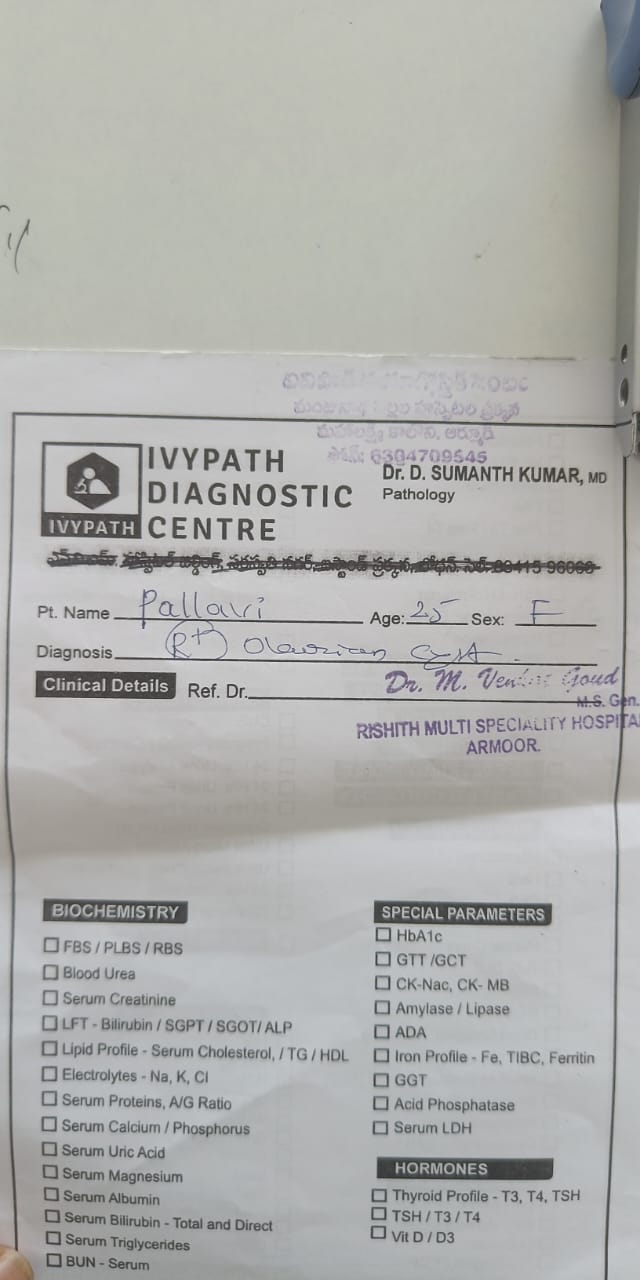 సెల్: 6304709545
IVYPATH
DIAGNOSTIC
CENTRE
IVYPATH
Dr. D. SUMANTH KUMAR, MD
Pathology
Pt. Name Pallavi Age: 25 Sex: F
Diagnosis (Rt) Ovarian Cyst.
Clinical Details Ref. Dr. Dr. M. Goud
M.S. Gen.
RISHITH MULTI SPECIALITY HOSPITA
ARMOOR.
BIOCHEMISTRY
FBS / PLBS / RBS
Blood Urea
Serum Creatinine
LFT - Bilirubin / SGPT / SGOT/ ALP
Lipid Profile - Serum Cholesterol, / TG / HDL
Electrolytes - Na, K, Cl
Serum Proteins, A/G Ratio
Serum Calcium / Phosphorus
Serum Uric Acid
Serum Magnesium
Serum Albumin
Serum Bilirubin - Total and Direct
Serum Triglycerides
BUN - Serum
SPECIAL PARAMETERS
HbA1c
GTT /GCT
CK-Nac, CK- MB
Amylase / Lipase
ADA
Iron Profile - Fe, TIBC, Ferritin
GGT
Acid Phosphatase
Serum LDH
HORMONES
Thyroid Profile - T3, T4, TSH
TSH / T3 / T4
Vit D / D3